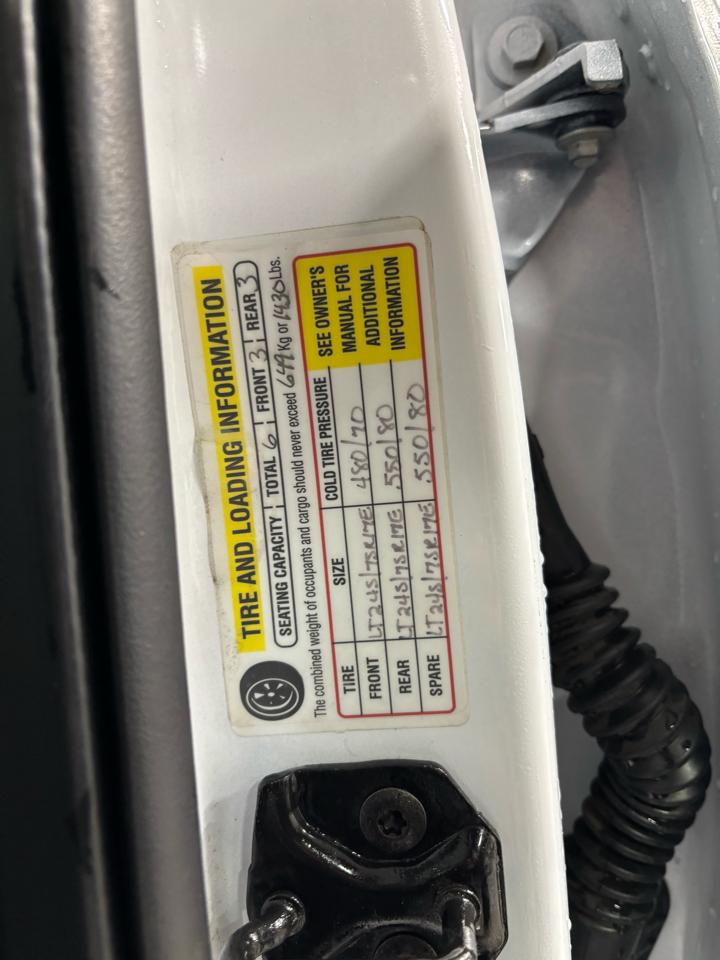 TIRE AND LOADING INFORMATION
SEATING CAPACITY TOTAL 6 FRONT 3 REAR 3
The combined weight of occupants and cargo should never exceed 649 Kg or 1430 Lbs.
TIRE SIZE COLD TIRE PRESSURE SEE OWNER'S MANUAL FOR ADDITIONAL INFORMATION
FRONT LT245/75R17E 480/70
REAR LT245/75R17E 550/80
SPARE LT245/75R17E 550/80